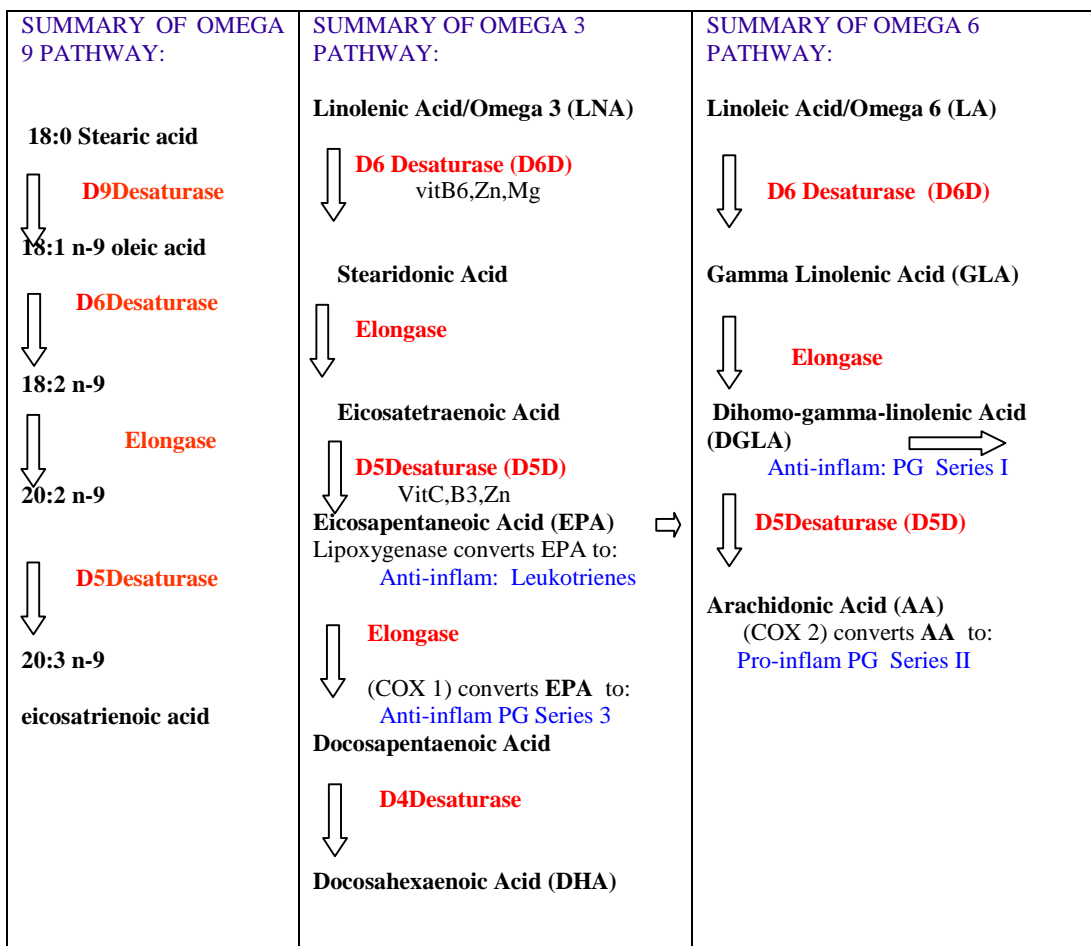 SUMMARY OF OMEGA
9 PATHWAY:
18:0 Stearic acid
D9Desaturase
18:1 n-9 oleic acid
D6Desaturase
18:2 n-9
Elongase
20:2 n-9
D5Desaturase
20:3 n-9
eicosatrienoic acid
SUMMARY OF OMEGA 3
PATHWAY:
Linolenic Acid/Omega 3 (LNA)
D6 Desaturase (D6D)
vitB6,Zn,Mg
Stearidonic Acid
Elongase
Eicosatetraenoic Acid
D5Desaturase (D5D)
VitC,B3,Zn
Eicosapentaneoic Acid (EPA)
Lipoxygenase converts EPA to:
Anti-inflam: Leukotrienes
Elongase
(COX 1) converts EPA to:
Anti-inflam PG Series 3
Docosapentaenoic Acid
D4Desaturase
Docosahexaenoic Acid (DHA)
SUMMARY OF OMEGA 6
PATHWAY:
Linoleic Acid/Omega 6 (LA)
D6 Desaturase (D6D)
Gamma Linolenic Acid (GLA)
Elongase
Dihomo-gamma-linolenic Acid
(DGLA)
Anti-inflam: PG Series I
D5Desaturase (D5D)
Arachidonic Acid (AA)
(COX 2) converts AA to:
Pro-inflam PG Series II